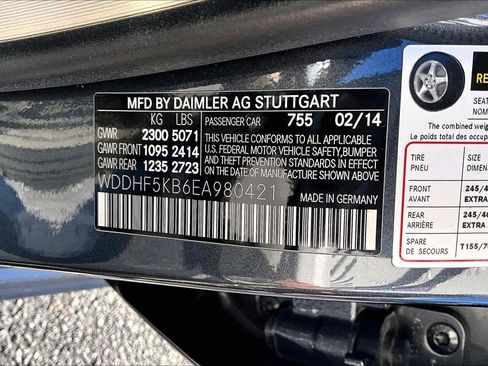 MFD BY DAIMLER AG STUTTGART
KG LBS PASSENGER CAR 755 02/14
GVWR 2300 5071
GAWR FRONT 1095 2414
GAWR REAR 1235 2723
THIS VEHICLE CONFORMS TO ALL APPLICABLE
U.S. FEDERAL MOTOR VEHICLE SAFETY, BUMPER
AND THEFT PREVENTION STANDARDS IN EFFECT
ON THE DATE OF MANUFACTURE SHOWN ABOVE.
WDDHF5KB6EA980421
MADE IN GERMANY
SEAT
The combined weight
Le poids total des occu
TIRE
PNEU
SIZE
DIMEN
FRONT
AVANT
245/4
EXTRA
REAR
ARRIÈRE
245/4
EXTRA
SPARE
DE SECOURS
T155/7